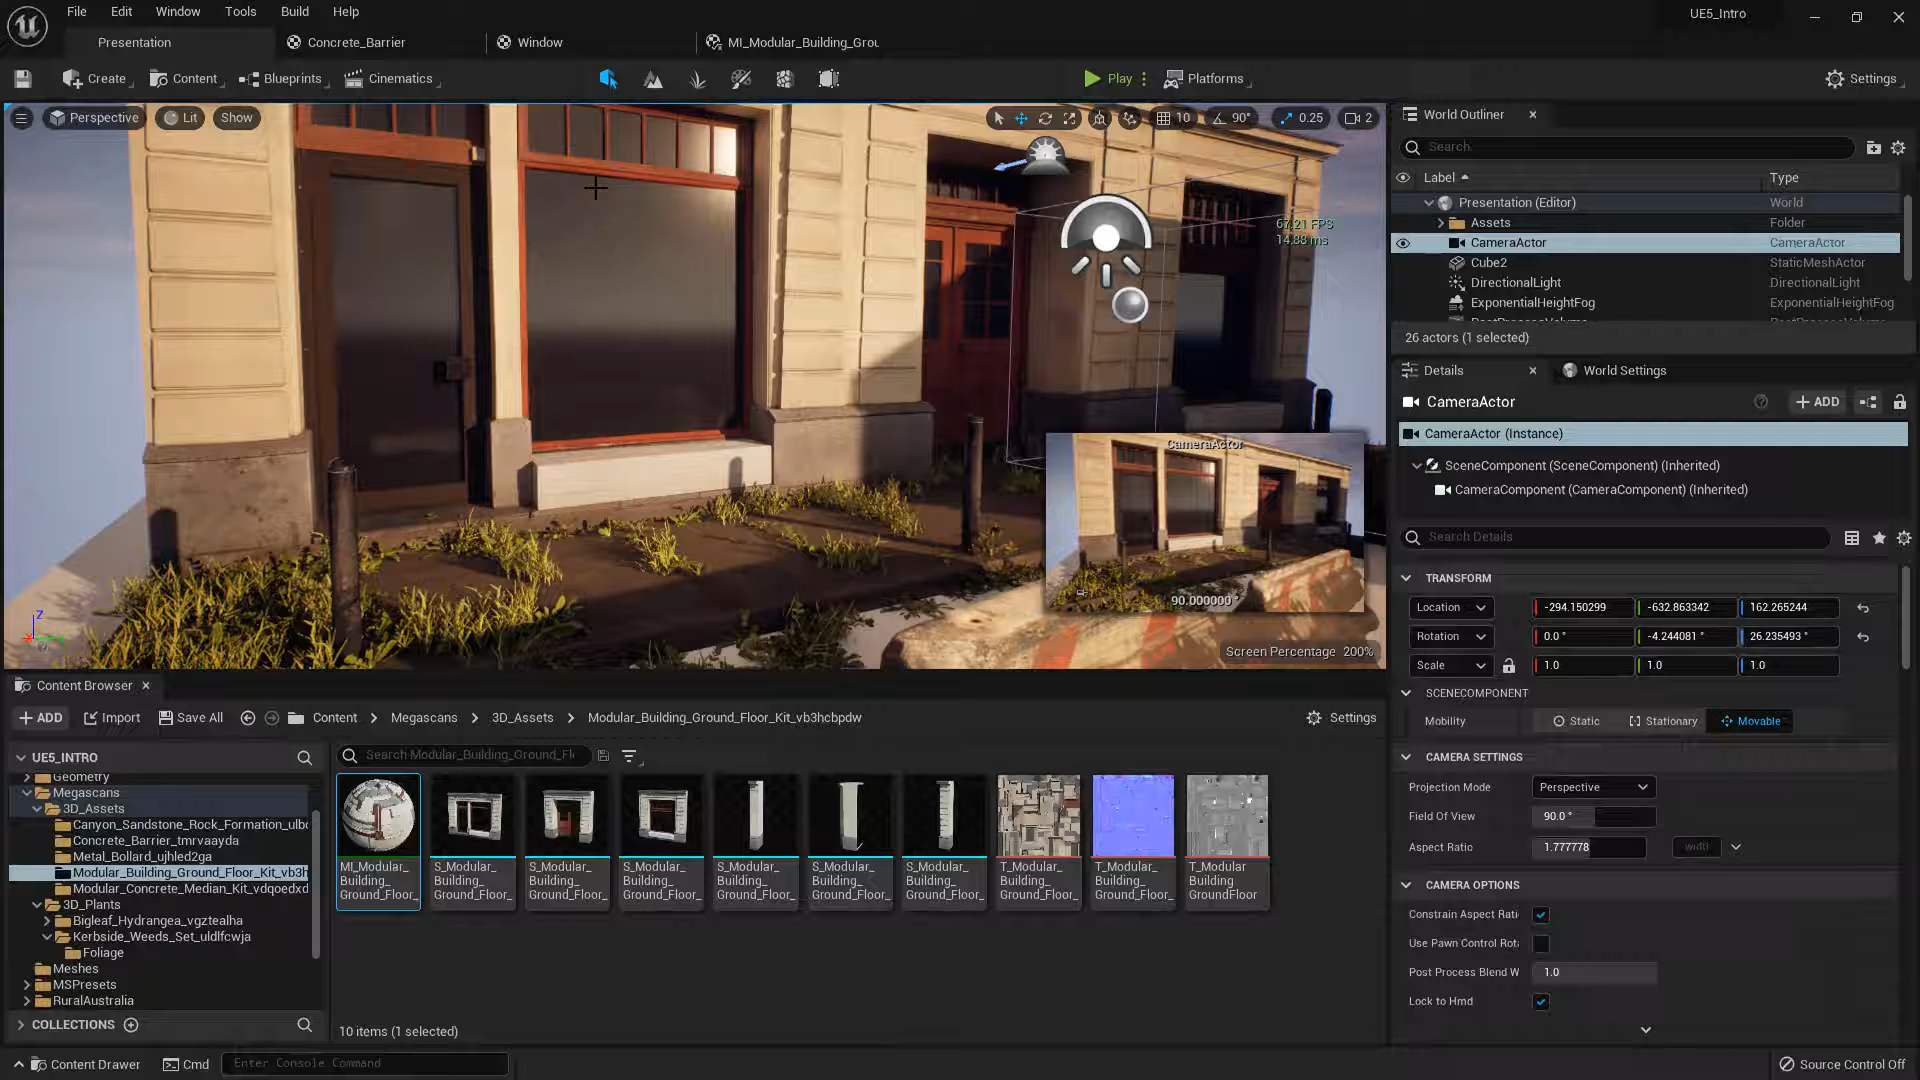 File Edit Window Tools Build Help
UE5_Intro
Presentation
Concrete_Barrier
Window
MI_Modular_Building_Grou
Create
Content
Blueprints
Cinematics
Play
Platforms
Settings
Perspective
Lit
Show
10
90°
0.25
2
67.21 FPS
14.88 ms
CameraActor
90.000000 °
Screen Percentage 200%
World Outliner
Search.
Label
Type
Presentation (Editor) World
Assets Folder
CameraActor CameraActor
Cube2 StaticMeshActor
DirectionalLight DirectionalLight
ExponentialHeightFog ExponentialHeightFog
26 actors (1 selected)
Details
World Settings
CameraActor
+ ADD
CameraActor (Instance)
SceneComponent (SceneComponent) (Inherited)
CameraComponent (CameraComponent) (Inherited)
Search Details
TRANSFORM
Location -294.150299 -632.863342 162.265244
Rotation 0.0 ° -4.244081 ° 26.235493 °
Scale 1.0 1.0 1.0
SCENECOMPONENT
Mobility Static Stationary Movable
CAMERA SETTINGS
Projection Mode Perspective
Field Of View 90.0 °
Aspect Ratio 1.777778 width
CAMERA OPTIONS
Constrain Aspect Rati
Use Pawn Control Rot
Post Process Blend W 1.0
Lock to Hmd
Content Browser
+ ADD
Import
Save All
Content > Megascans > 3D_Assets > Modular_Building_Ground_Floor_Kit_vb3hcbpdw
Settings
UE5_INTRO
Geometry
Megascans
3D_Assets
Canyon_Sandstone_Rock_Formation_ulb
Concrete_Barrier_tmrvaayda
Metal_Bollard_ujhled2ga
Modular_Building_Ground_Floor_Kit_vb3h
Modular_Concrete_Median_Kit_vdqoedxd
3D_Plants
Bigleaf_Hydrangea_vgztealha
Kerbside_Weeds_Set_uldlfcwja
Foliage
Meshes
MSPresets
RuralAustralia
COLLECTIONS
Search Modular_Building_Ground_Fl
MI_Modular_
Building_
Ground_Floor_
S_Modular_
Building_
Ground_Floor_
S_Modular_
Building_
Ground_Floor_
S_Modular_
Building_
Ground_Floor_
S_Modular_
Building_
Ground_Floor_
S_Modular_
Building_
Ground_Floor_
S_Modular_
Building_
Ground_Floor_
T_Modular_
Building_
Ground_Floor_
T_Modular_
Building_
Ground_Floor_
T_Modular
Building
GroundFloor
10 items (1 selected)
Content Drawer
Cmd
Enter Console Command
Source Control Off